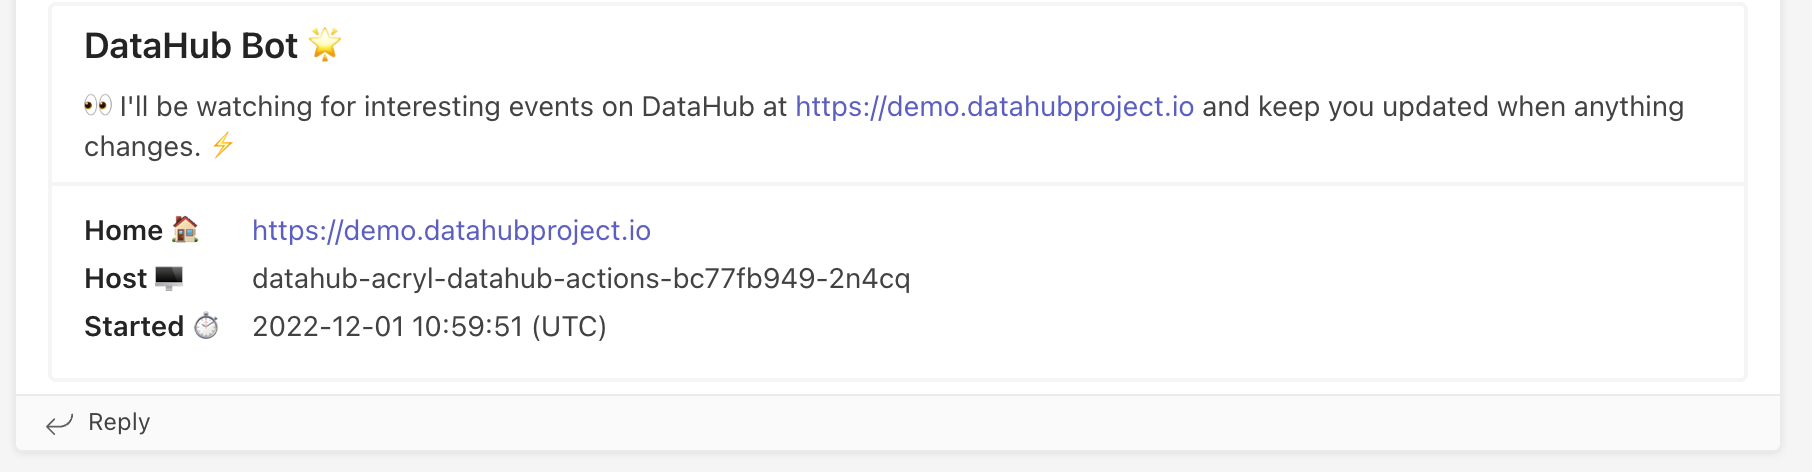 DataHub Bot 🌟
👀 I'll be watching for interesting events on DataHub at https://demo.datahubproject.io and keep you updated when anything
changes. ⚡
Home 🏠 https://demo.datahubproject.io
Host 🖥️ datahub-acryl-datahub-actions-bc77fb949-2n4cq
Started ⏱️ 2022-12-01 10:59:51 (UTC)
Reply